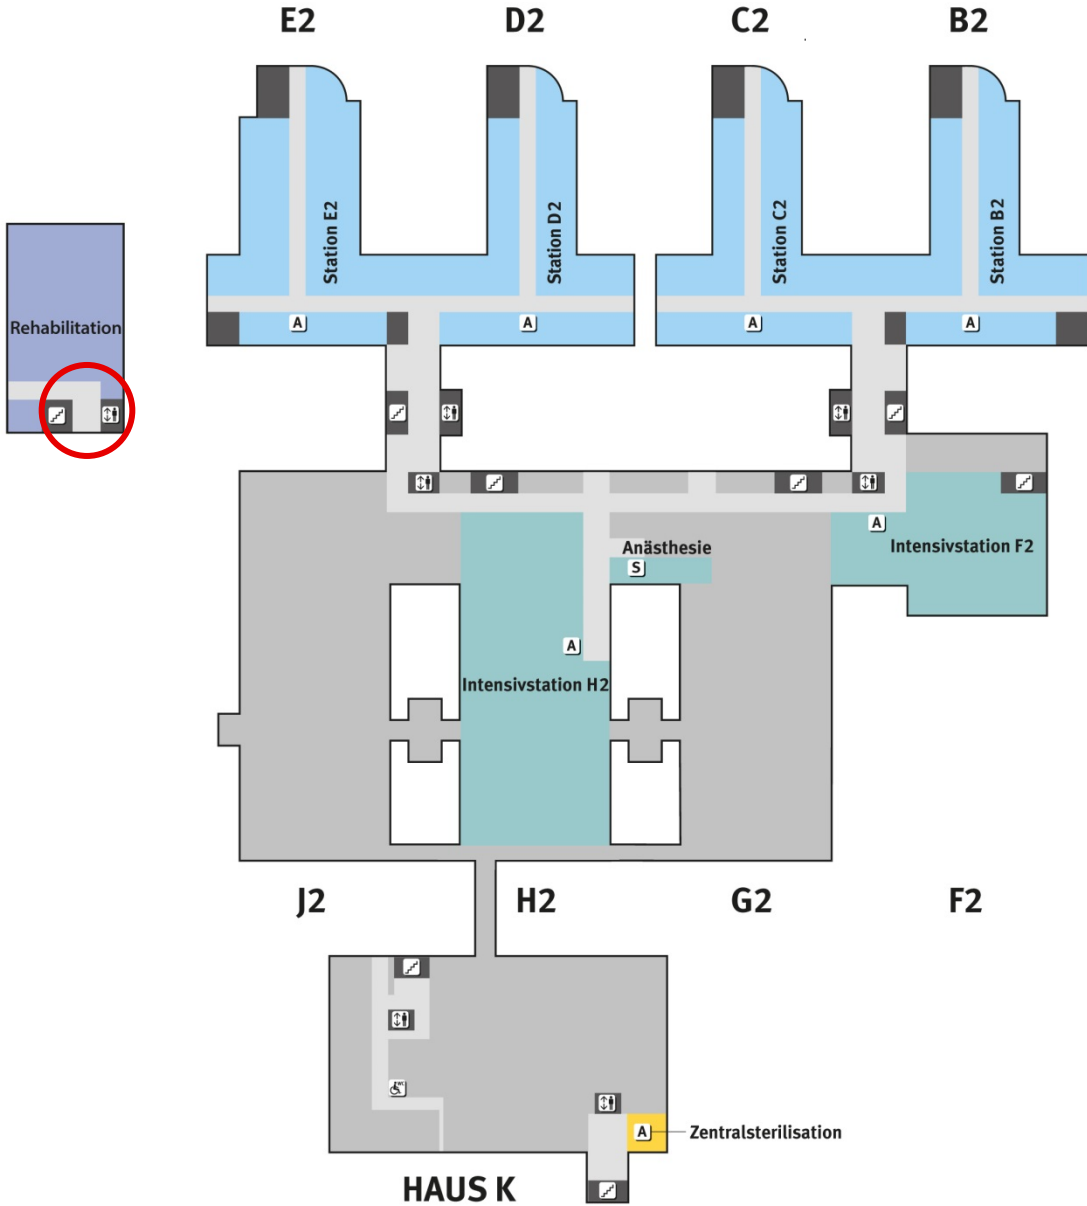 E2
D2
C2
B2
Station E2
Station D2
Station C2
Station B2
Rehabilitation
A
A
A
A
A
Anästhesie
Intensivstation F2
S
A
Intensivstation H2
J2
H2
G2
F2
WC
A
Zentralsterilisation
HAUS K